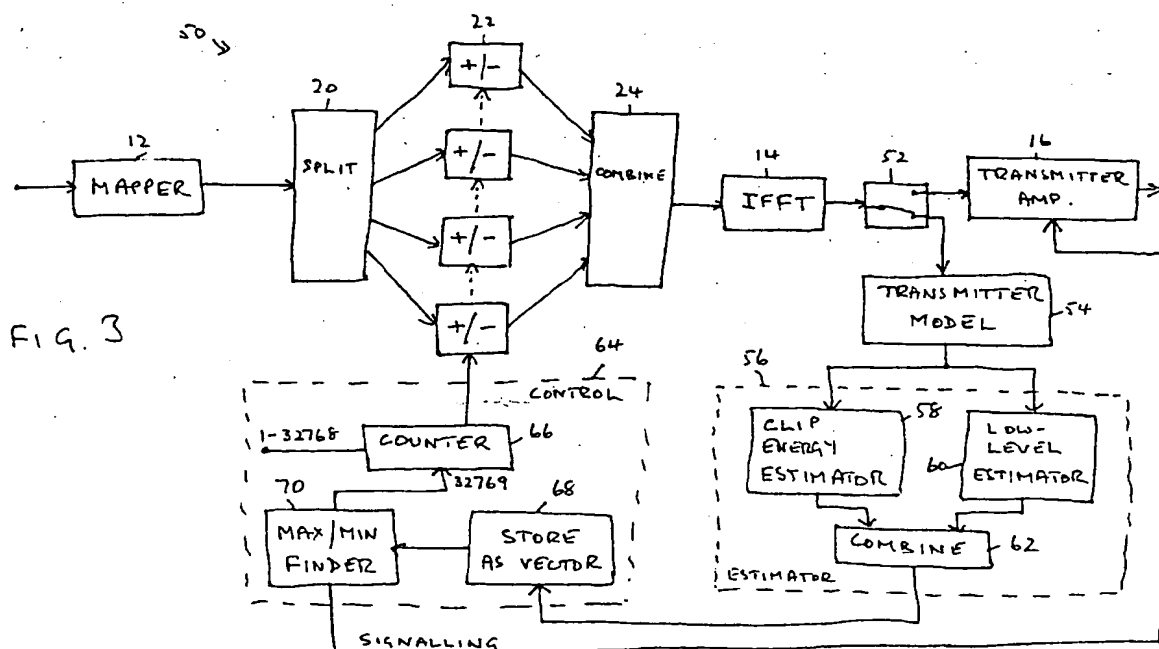 50
22
+/-
20
24
12
+/-
14
52
16
MAPPER
SPLIT
COMBINE
IFFT
TRANSMITTER
AMP.
+/-
TRANSMITTER
MODEL
54
+/-
FIG. 3
64
CONTROL
56
1-32768
COUNTER
66
CLIP
ENERGY
ESTIMATOR
58
LOW-
LEVEL
ESTIMATOR
60
32769
70
68
MAX/MIN
FINDER
STORE
AS VECTOR
COMBINE
62
ESTIMATOR
SIGNALLING